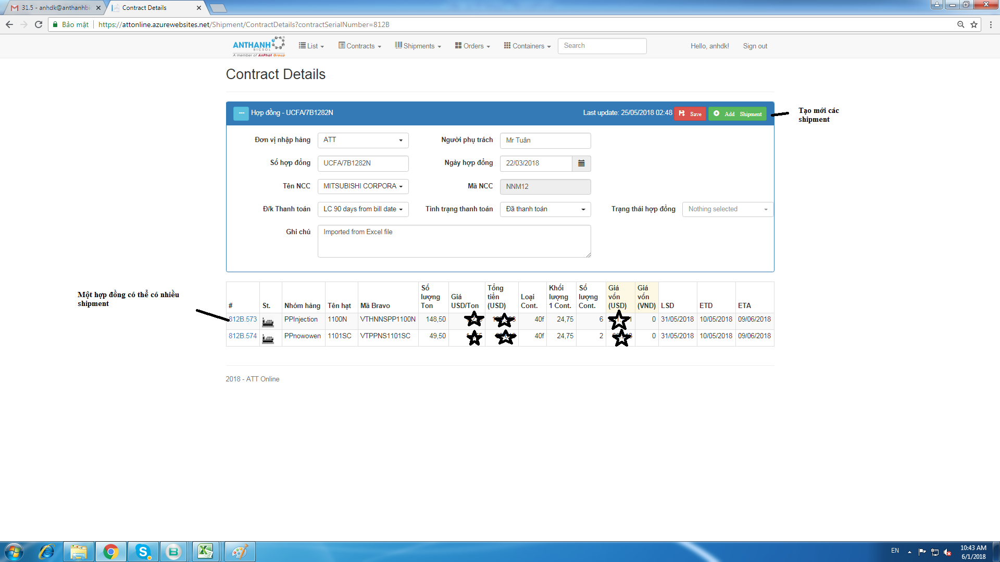 31.5 - anhdk@anthanhbi
Contract Details
Bảo mật
https://attonline.azurewebsites.net/Shipment/ContractDetails?contractSerialNumber=812B
ANTHANH
BICSOL
A member of AnPhat Group
List
Contracts
Shipments
Orders
Containers
Search
Hello, anhdk!
Sign out
Contract Details
Hợp đồng - UCFA/7B1282N
Last update: 25/05/2018 02:48
Save
Add Shipment
Tạo mới các
shipment
Đơn vị nhập hàng
ATT
Người phụ trách
Mr Tuân
Số hợp đồng
UCFA/7B1282N
Ngày hợp đồng
22/03/2018
Tên NCC
MITSUBISHI CORPORA
Mã NCC
NNM12
Đ/k Thanh toán
LC 90 days from bill date
Tình trạng thanh toán
Đã thanh toán
Trạng thái hợp đồng
Nothing selected
Ghi chú
Imported from Excel file
Một hợp đồng có thể có nhiều
shipment
# St. Nhóm hàng Tên hạt Mã Bravo Số lượng Ton Giá USD/Ton Tổng tiền (USD) Loại Cont. Khối lượng 1 Cont. Số lượng Cont. Giá vốn (USD) Giá vốn (VND) LSD ETD ETA
812B.573 PPInjection 1100N VTHNNSPP1100N 148,50 40f 24,75 6 0 31/05/2018 10/05/2018 09/06/2018
812B.574 PPnowowen 1101SC VTPPNS1101SC 49,50 40f 24,75 2 0 31/05/2018 10/05/2018 09/06/2018
2018 - ATT Online
EN
10:43 AM
6/1/2018